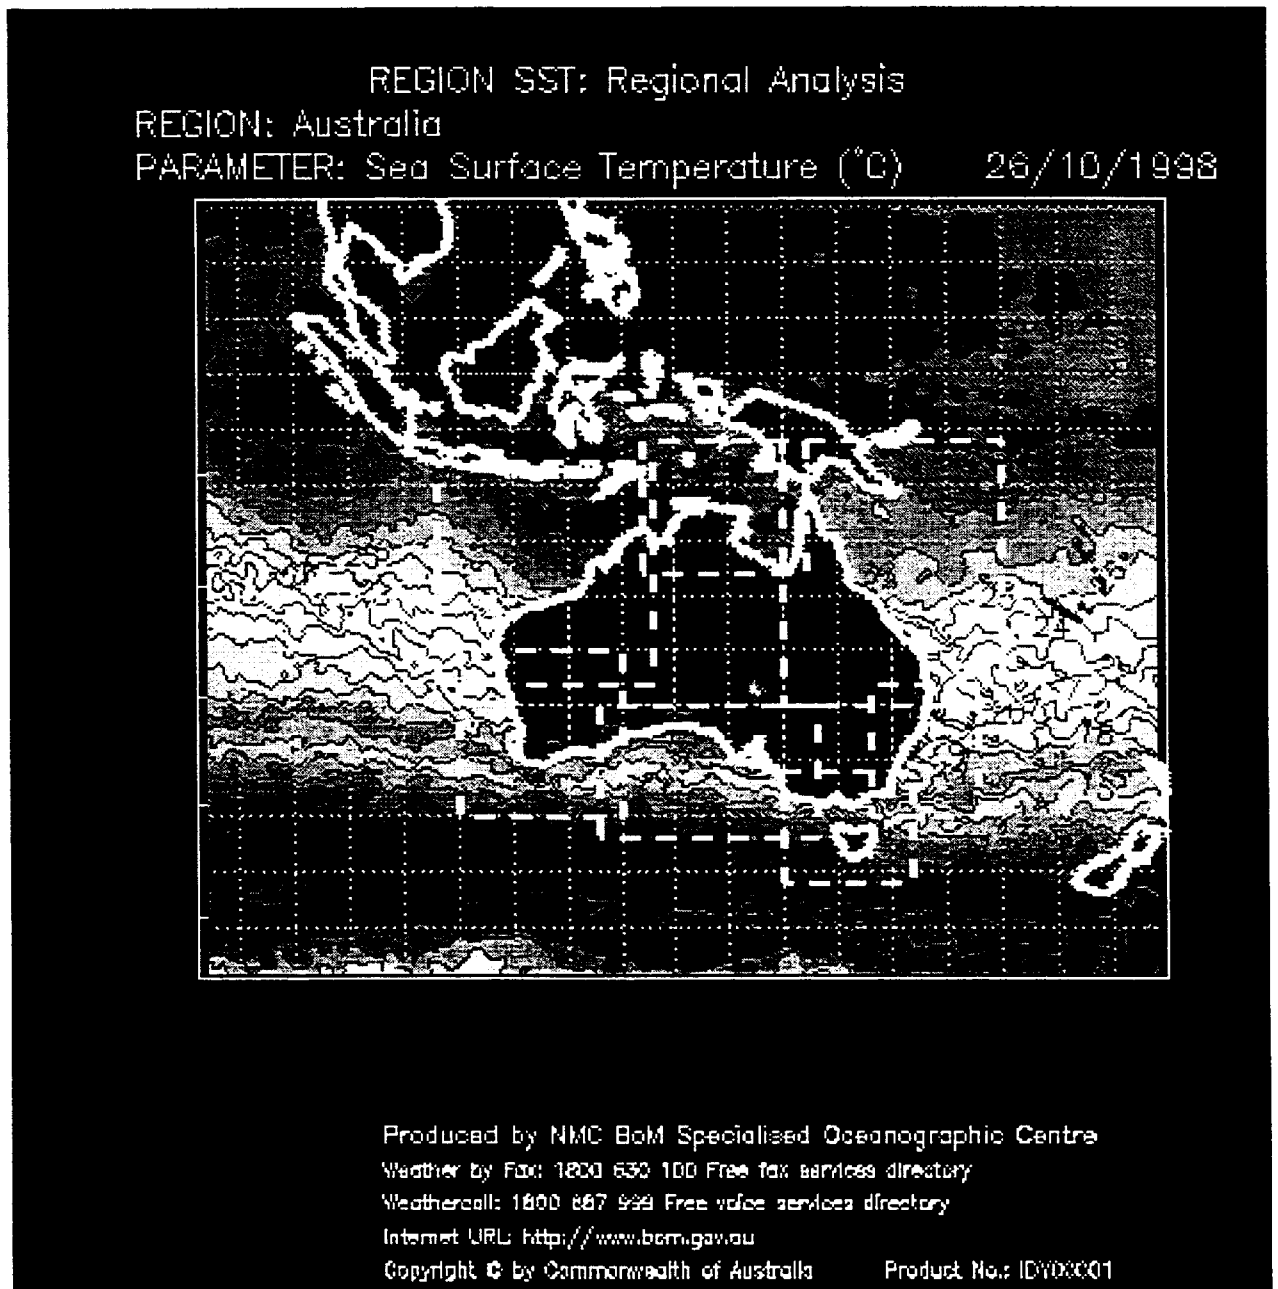 REGION SST: Regional Analysis
REGION: Australia
PARAMETER: Sea Surface Temperature (°C) 26/10/1998
Produced by NMC BoM Specialised Oceanographic Centre
Weather by Fax: 1800 630 100 Free fax services directory
Weathercall: 1800 687 999 Free voice services directory
Internet URL: http://www.bom.gov.au
Copyright © by Commonwealth of Australia Product No.: IDY00001